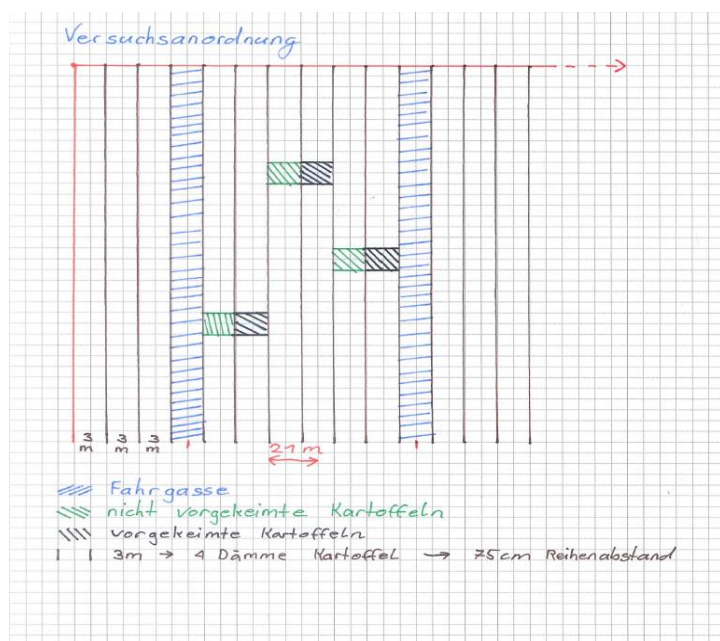 Versuchsanordnung
3 m
3 m
3 m
21 m
Fahrgasse
nicht vorgekeimte Kartoffeln
vorgekeimte Kartoffeln
3m → 4 Dämme Kartoffel → 75cm Reihenabstand